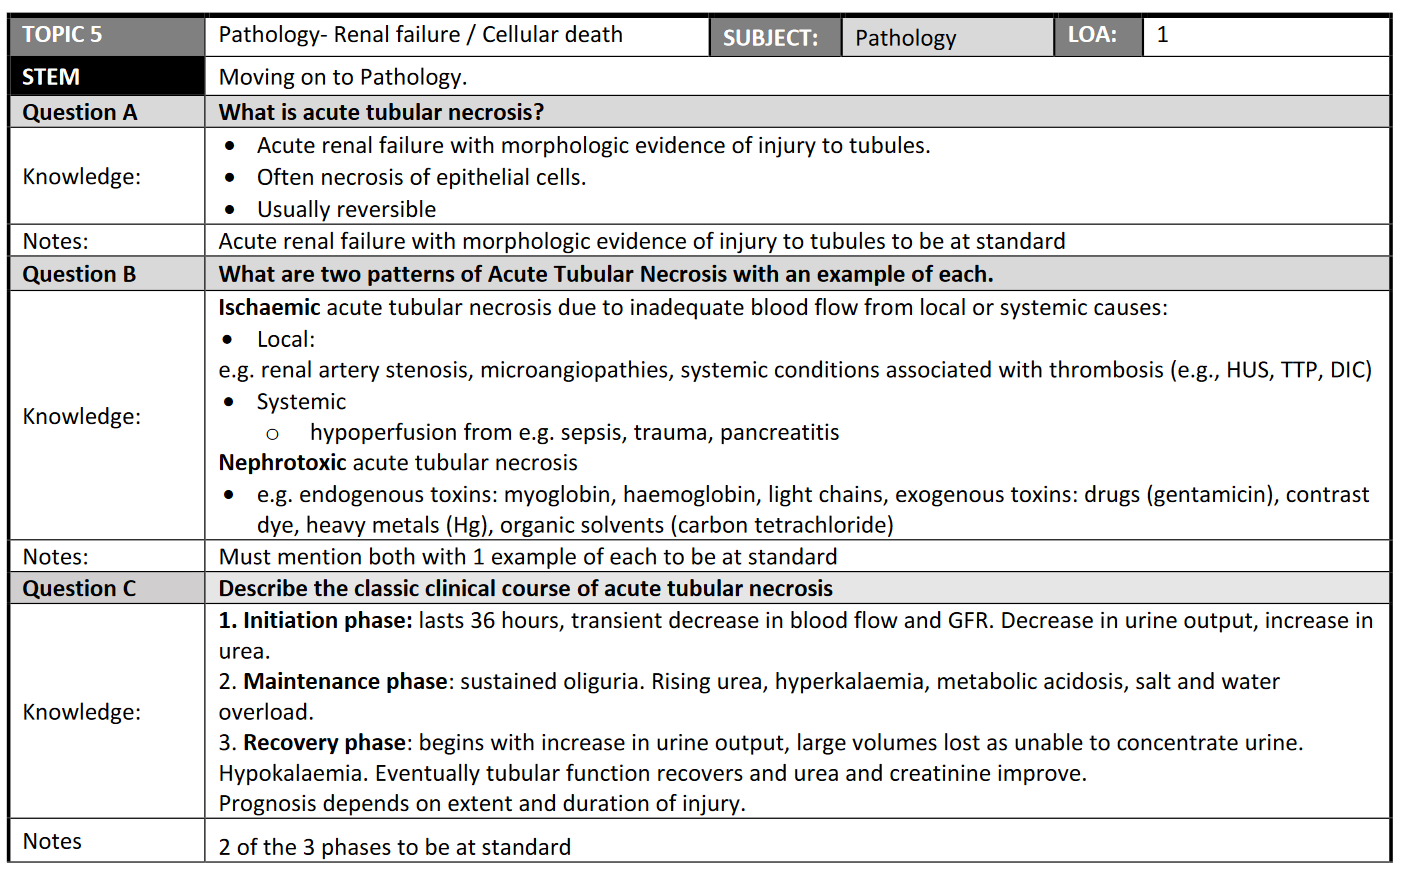 TOPIC 5 Pathology- Renal failure / Cellular death SUBJECT: Pathology LOA: 1
STEM Moving on to Pathology.
Question A What is acute tubular necrosis?
• Acute renal failure with morphologic evidence of injury to tubules.
Knowledge: • Often necrosis of epithelial cells.
• Usually reversible
Notes: Acute renal failure with morphologic evidence of injury to tubules to be at standard
Question B What are two patterns of Acute Tubular Necrosis with an example of each.
Ischaemic acute tubular necrosis due to inadequate blood flow from local or systemic causes:
• Local:
e.g. renal artery stenosis, microangiopathies, systemic conditions associated with thrombosis (e.g., HUS, TTP, DIC)
• Systemic
Knowledge:
o hypoperfusion from e.g. sepsis, trauma, pancreatitis
Nephrotoxic acute tubular necrosis
• e.g. endogenous toxins: myoglobin, haemoglobin, light chains, exogenous toxins: drugs (gentamicin), contrast
dye, heavy metals (Hg), organic solvents (carbon tetrachloride)
Notes: Must mention both with 1 example of each to be at standard
Question C Describe the classic clinical course of acute tubular necrosis
1. Initiation phase: lasts 36 hours, transient decrease in blood flow and GFR. Decrease in urine output, increase in
urea.
2. Maintenance phase: sustained oliguria. Rising urea, hyperkalaemia, metabolic acidosis, salt and water
Knowledge: overload.
3. Recovery phase: begins with increase in urine output, large volumes lost as unable to concentrate urine.
Hypokalaemia. Eventually tubular function recovers and urea and creatinine improve.
Prognosis depends on extent and duration of injury.
Notes 2 of the 3 phases to be at standard